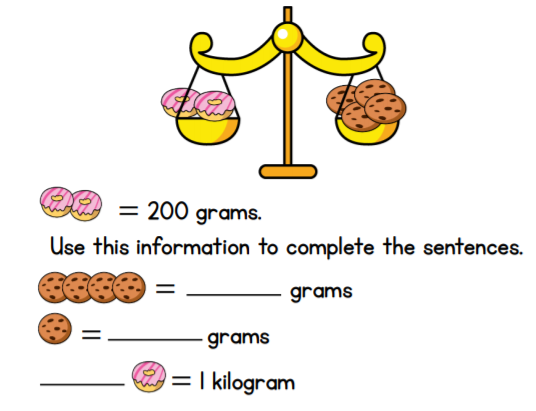 = 200 grams.
Use this information to complete the sentences.
= ________ grams
= ________ grams
________ = 1 kilogram